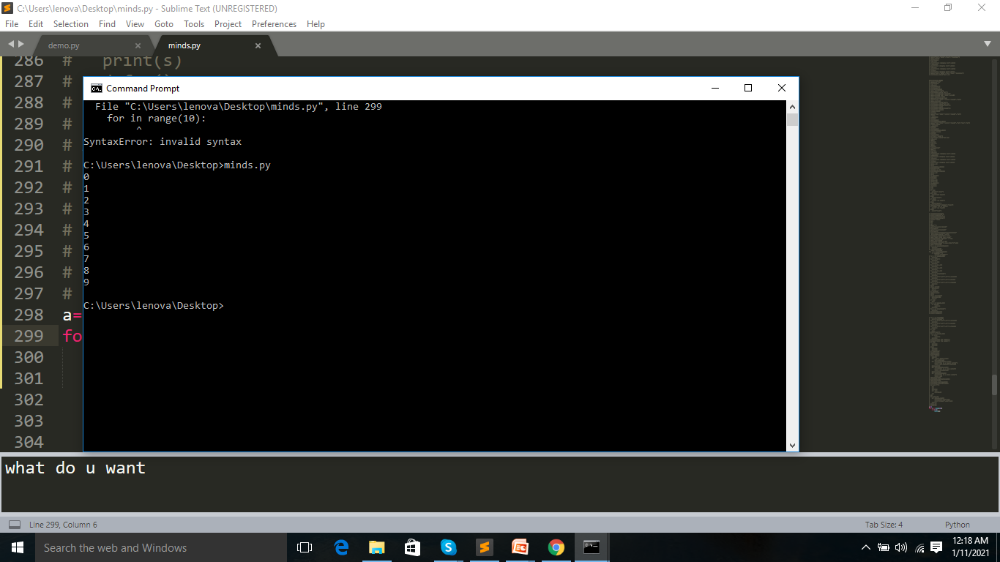 C:\Users\lenova\Desktop\minds.py - Sublime Text (UNREGISTERED)
File Edit Selection Find View Goto Tools Project Preferences Help
demo.py minds.py
286 # print(s)
287 #
288 #
289 #
290 #
291 #
292 #
293 #
294 #
295 #
296 #
297 #
298 a=
299 fo
300
301
302
303
304
Command Prompt
File "C:\Users\lenova\Desktop\minds.py", line 299
for in range(10):
^
SyntaxError: invalid syntax
C:\Users\lenova\Desktop>minds.py
0
1
2
3
4
5
6
7
8
9
C:\Users\lenova\Desktop>
what do u want
Line 299, Column 6 Tab Size: 4 Python
Search the web and Windows
12:18 AM
1/11/2021